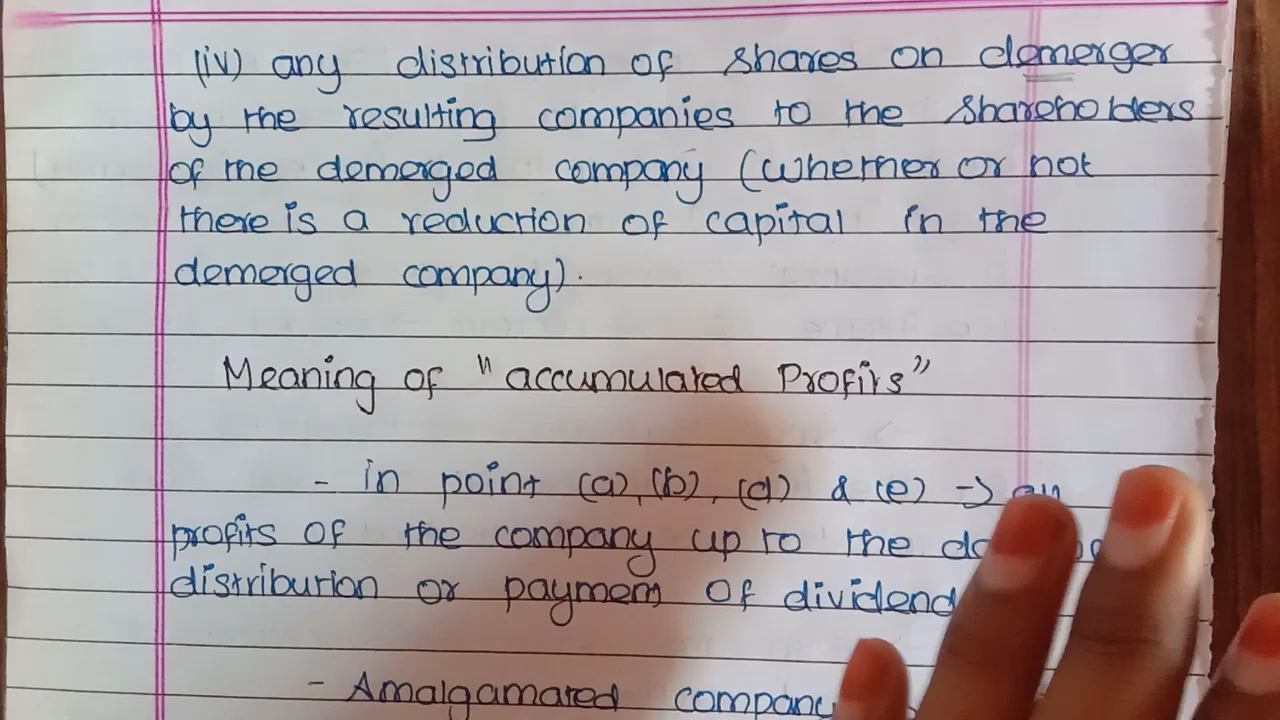 (iv) any distribution of shares on demerger
by the resulting companies to the shareholders
of the demerged company (whether or not
there is a reduction of capital in the
demerged company).
Meaning of "accumulated Profits"
- in point (a), (b), (d) & (e) → all
profits of the company up to the
distribution or payment of dividend
- Amalgamated company